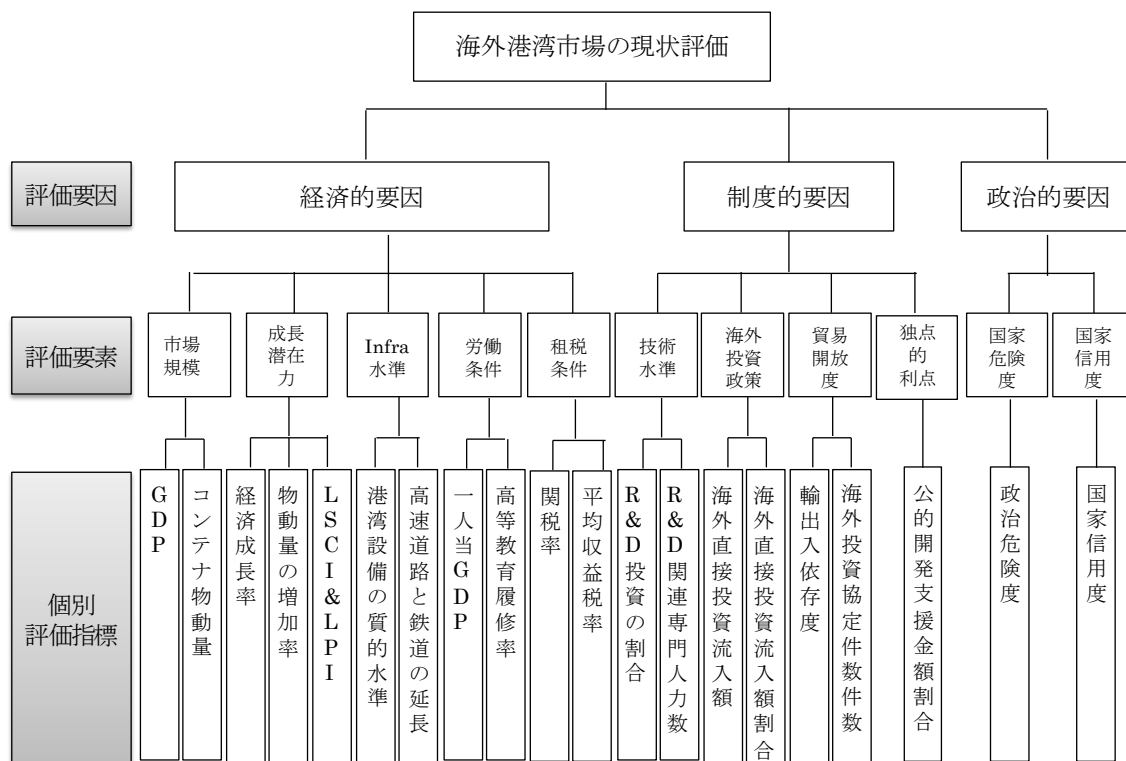 海外港湾市場の現状評価
評価要因
経済的要因
制度的要因
政治的要因
評価要素
市場
規模
成長
潜在
力
Infra
水準
労働
条件
租税
条件
技術
水準
海外
投資
政策
貿易
開放
度
独点
的
利点
国家
危険
度
国家
信用
度
個別
評価指標
GDP
コンテナ物動量
経済成長率
物動量の増加率
LSCI&LPI
港湾設備の質的水準
高速道路と鉄道の延長
一人当GDP
高等教育履修率
関税率
平均収益税率
R&D投資の割合
R&D関連専門人力数
海外直接投資流入額
海外直接投資流入額割合
輸出入依存度
海外投資協定件数件数
公的開発支援金額割合
政治危険度
国家信用度